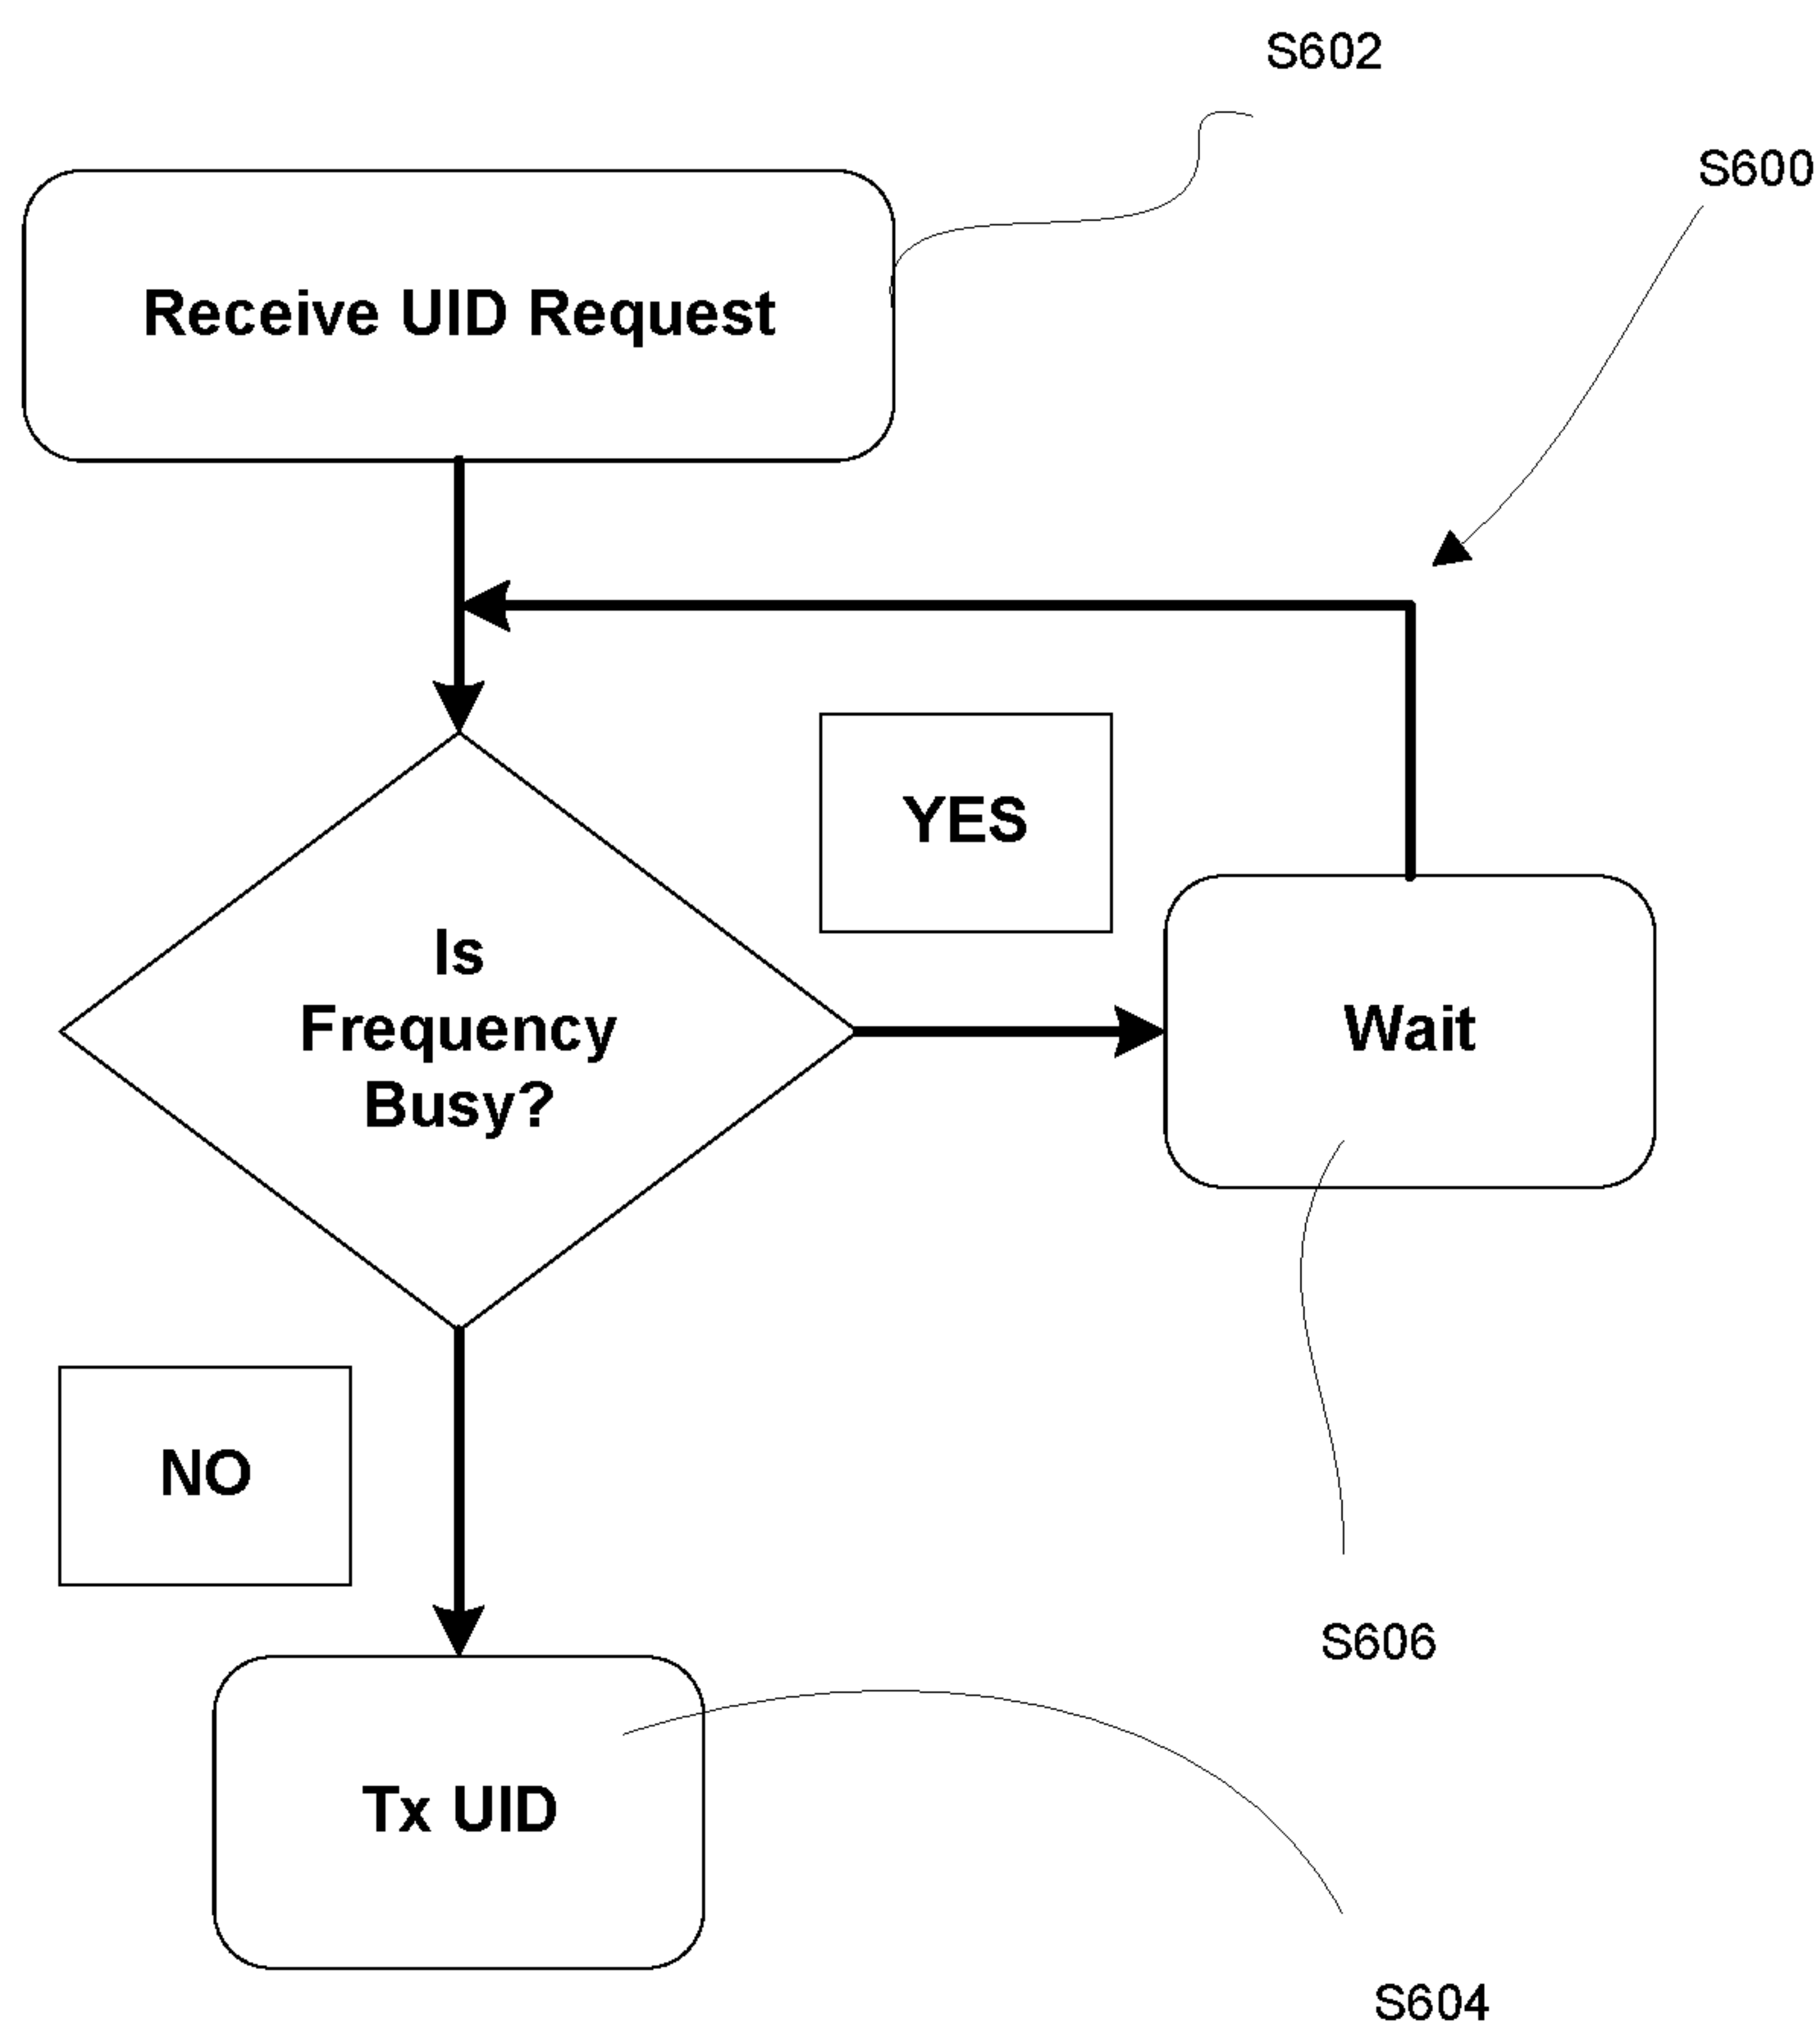 S602
S600
Receive UID Request
YES
Is
Frequency
Busy?
Wait
NO
S606
Tx UID
S604